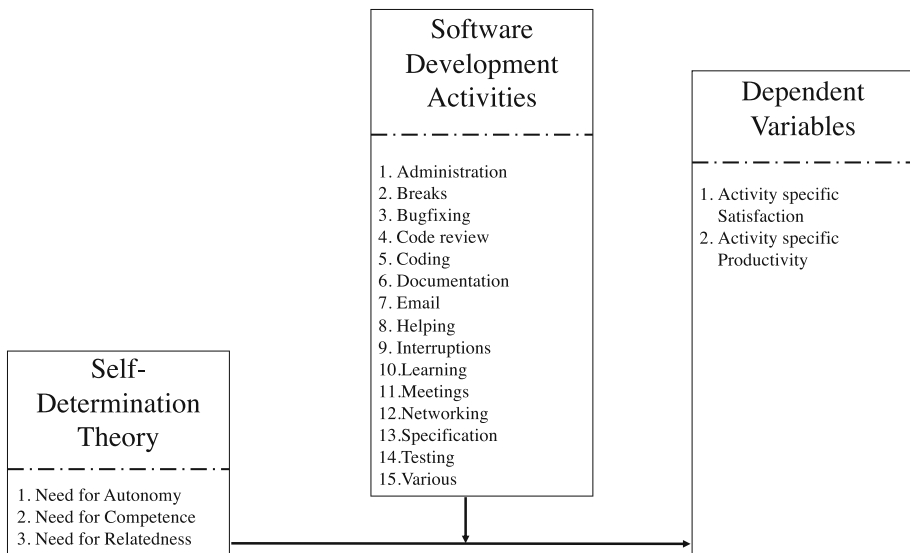 Software
Development
Activities
1. Administration
2. Breaks
3. Bugfixing
4. Code review
5. Coding
6. Documentation
7. Email
8. Helping
9. Interruptions
10.Learning
11.Meetings
12.Networking
13.Specification
14.Testing
15.Various
Dependent
Variables
1. Activity specific
Satisfaction
2. Activity specific
Productivity
Self-
Determination
Theory
1. Need for Autonomy
2. Need for Competence
3. Need for Relatedness